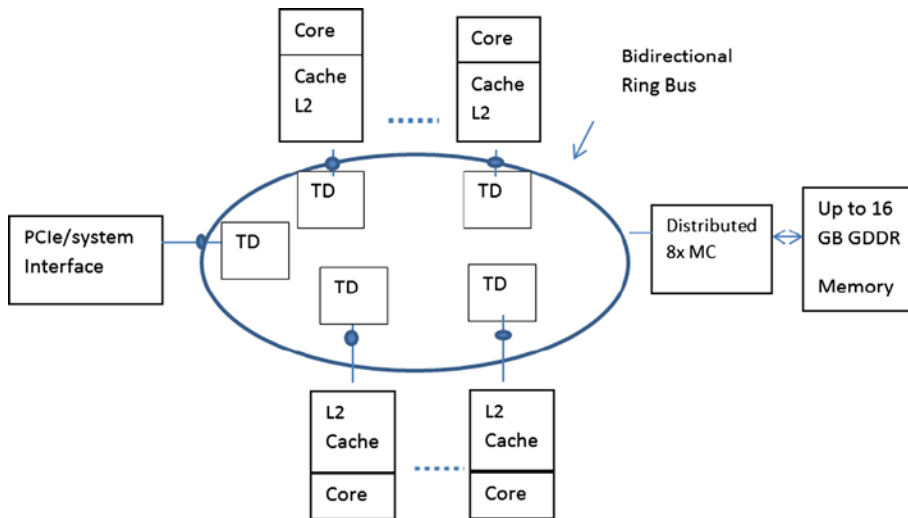 Core
Cache
L2
Core
Cache
L2
Bidirectional
Ring Bus
TD
TD
PCIe/system
Interface
TD
Distributed
8x MC
Up to 16
GB GDDR
Memory
TD
TD
L2
Cache
Core
L2
Cache
Core